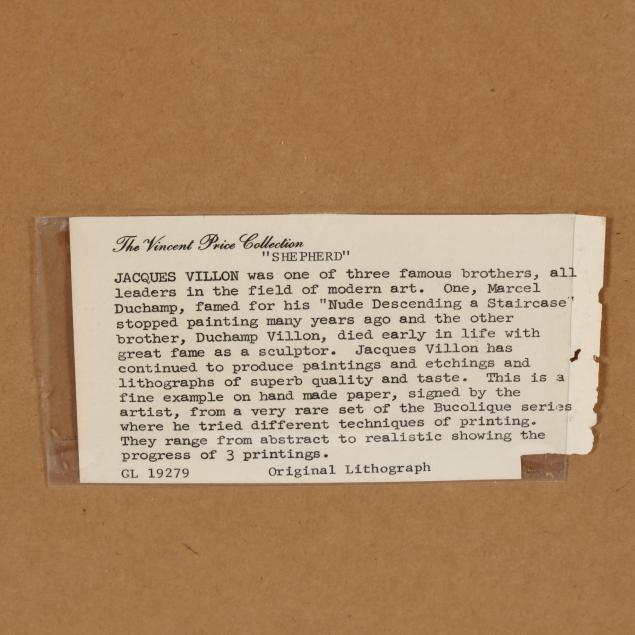 The Vincent Price Collection
"SHEPHERD"
JACQUES VILLON was one of three famous brothers, all
leaders in the field of modern art.  One, Marcel
Duchamp, famed for his "Nude Descending a Staircase"
stopped painting many years ago and the other
brother, Duchamp Villon, died early in life with
great fame as a sculptor.  Jacques Villon has
continued to produce paintings and etchings and
lithographs of superb quality and taste.  This is a
fine example on hand made paper, signed by the
artist, from a very rare set of the Bucolique series
where he tried different techniques of printing.
They range from abstract to realistic showing the
progress of 3 printings.
GL 19279 Original Lithograph